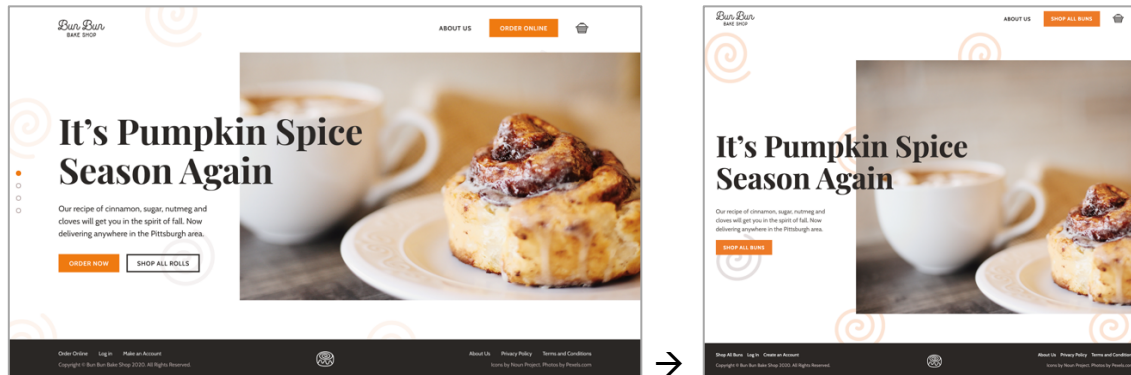 Bun Bun
BAKE SHOP
ABOUT US
ORDER ONLINE
It's Pumpkin Spice
Season Again
Our recipe of cinnamon, sugar, nutmeg and
cloves will get you in the spirit of fall. Now
delivering anywhere in the Pittsburgh area.
ORDER NOW
SHOP ALL ROLLS
Order Online Log in Make an Account
About Us Privacy Policy Terms and Conditions
Copyright © Bun Bun Bake Shop 2020. All Rights Reserved.
Icons by Noun Project. Photos by Pexels.com
→
Bun Bun
BAKE SHOP
ABOUT US
SHOP ALL BUNS
It's Pumpkin Spice
Season Again
Our recipe of cinnamon, sugar, nutmeg and
cloves will get you in the spirit of fall. Now
delivering anywhere in the Pittsburgh area.
SHOP ALL BUNS
Shop All Buns Log In Create an Account
About Us Privacy Policy Terms and Condition
Copyright © Bun Bun Bake Shop 2020. All Rights Reserved.
Icons by Noun Project. Photos by Pexels.com